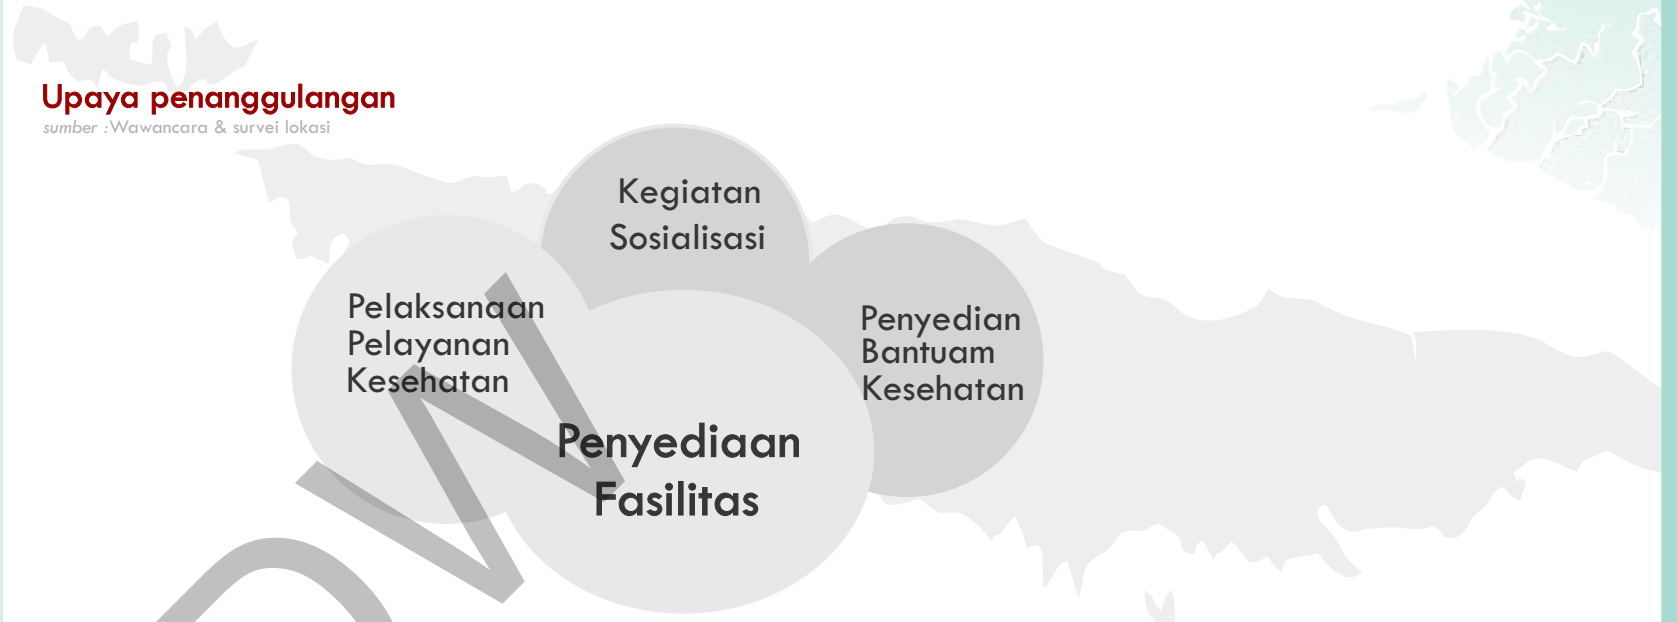 Upaya penanggulangan
sumber :Wawancara & survei lokasi
Kegiatan
Sosialisasi
Pelaksanaan
Pelayanan
Kesehatan
Penyedian
Bantuam
Kesehatan
Penyediaan
Fasilitas